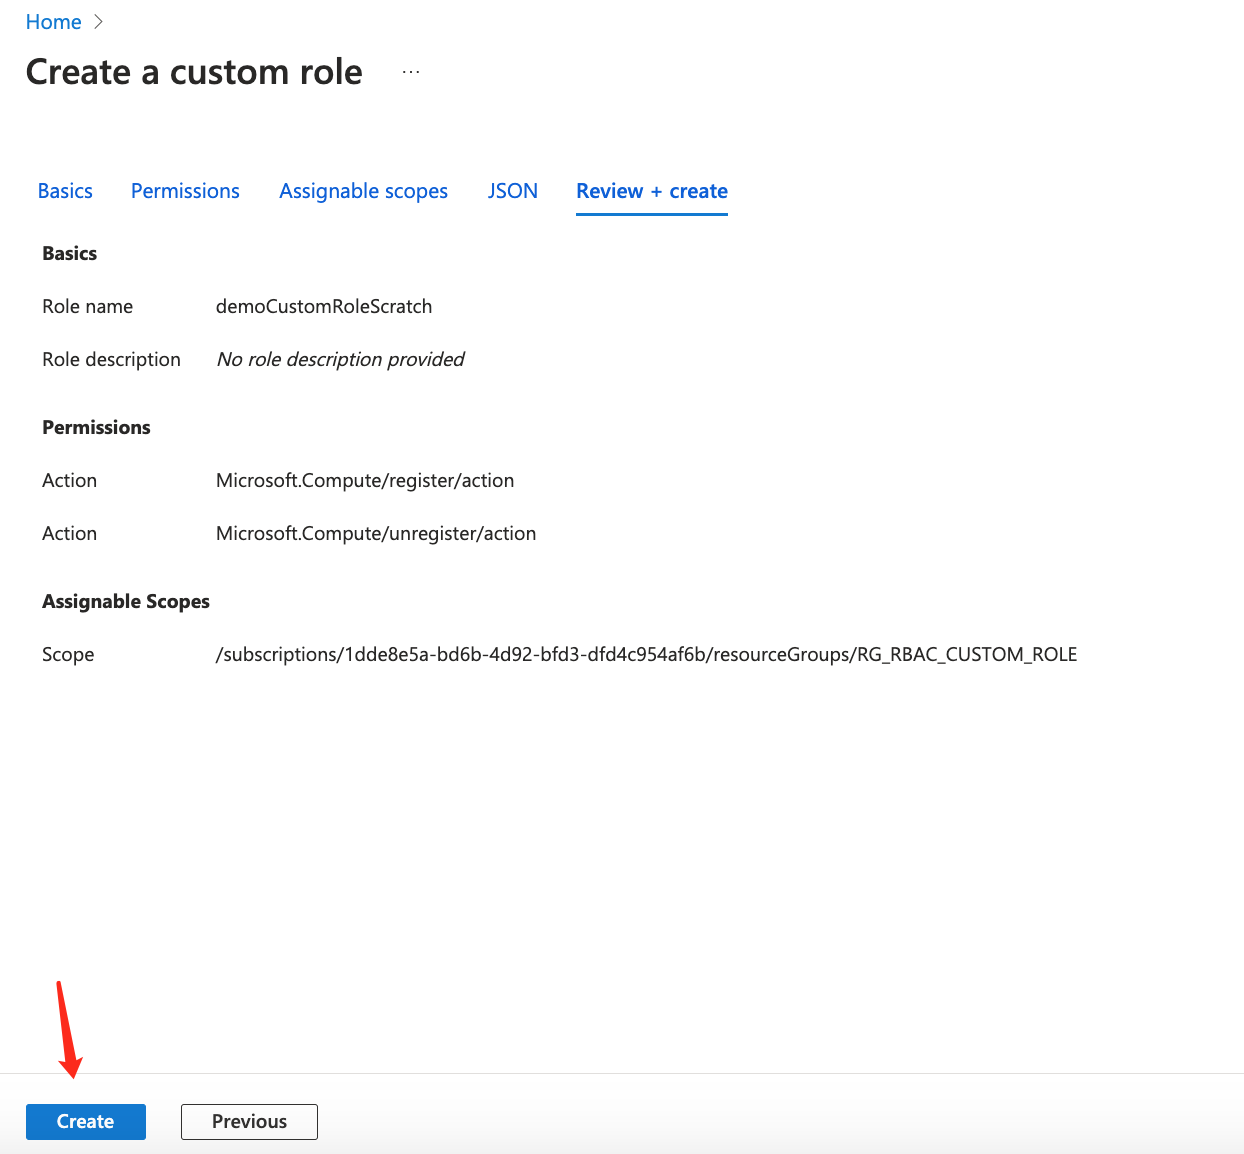 Home >
Create a custom role ...
Basics Permissions Assignable scopes JSON Review + create
Basics
Role name demoCustomRoleScratch
Role description No role description provided
Permissions
Action Microsoft.Compute/register/action
Action Microsoft.Compute/unregister/action
Assignable Scopes
Scope /subscriptions/1dde8e5a-bd6b-4d92-bfd3-dfd4c954af6b/resourceGroups/RG_RBAC_CUSTOM_ROLE
Create Previous